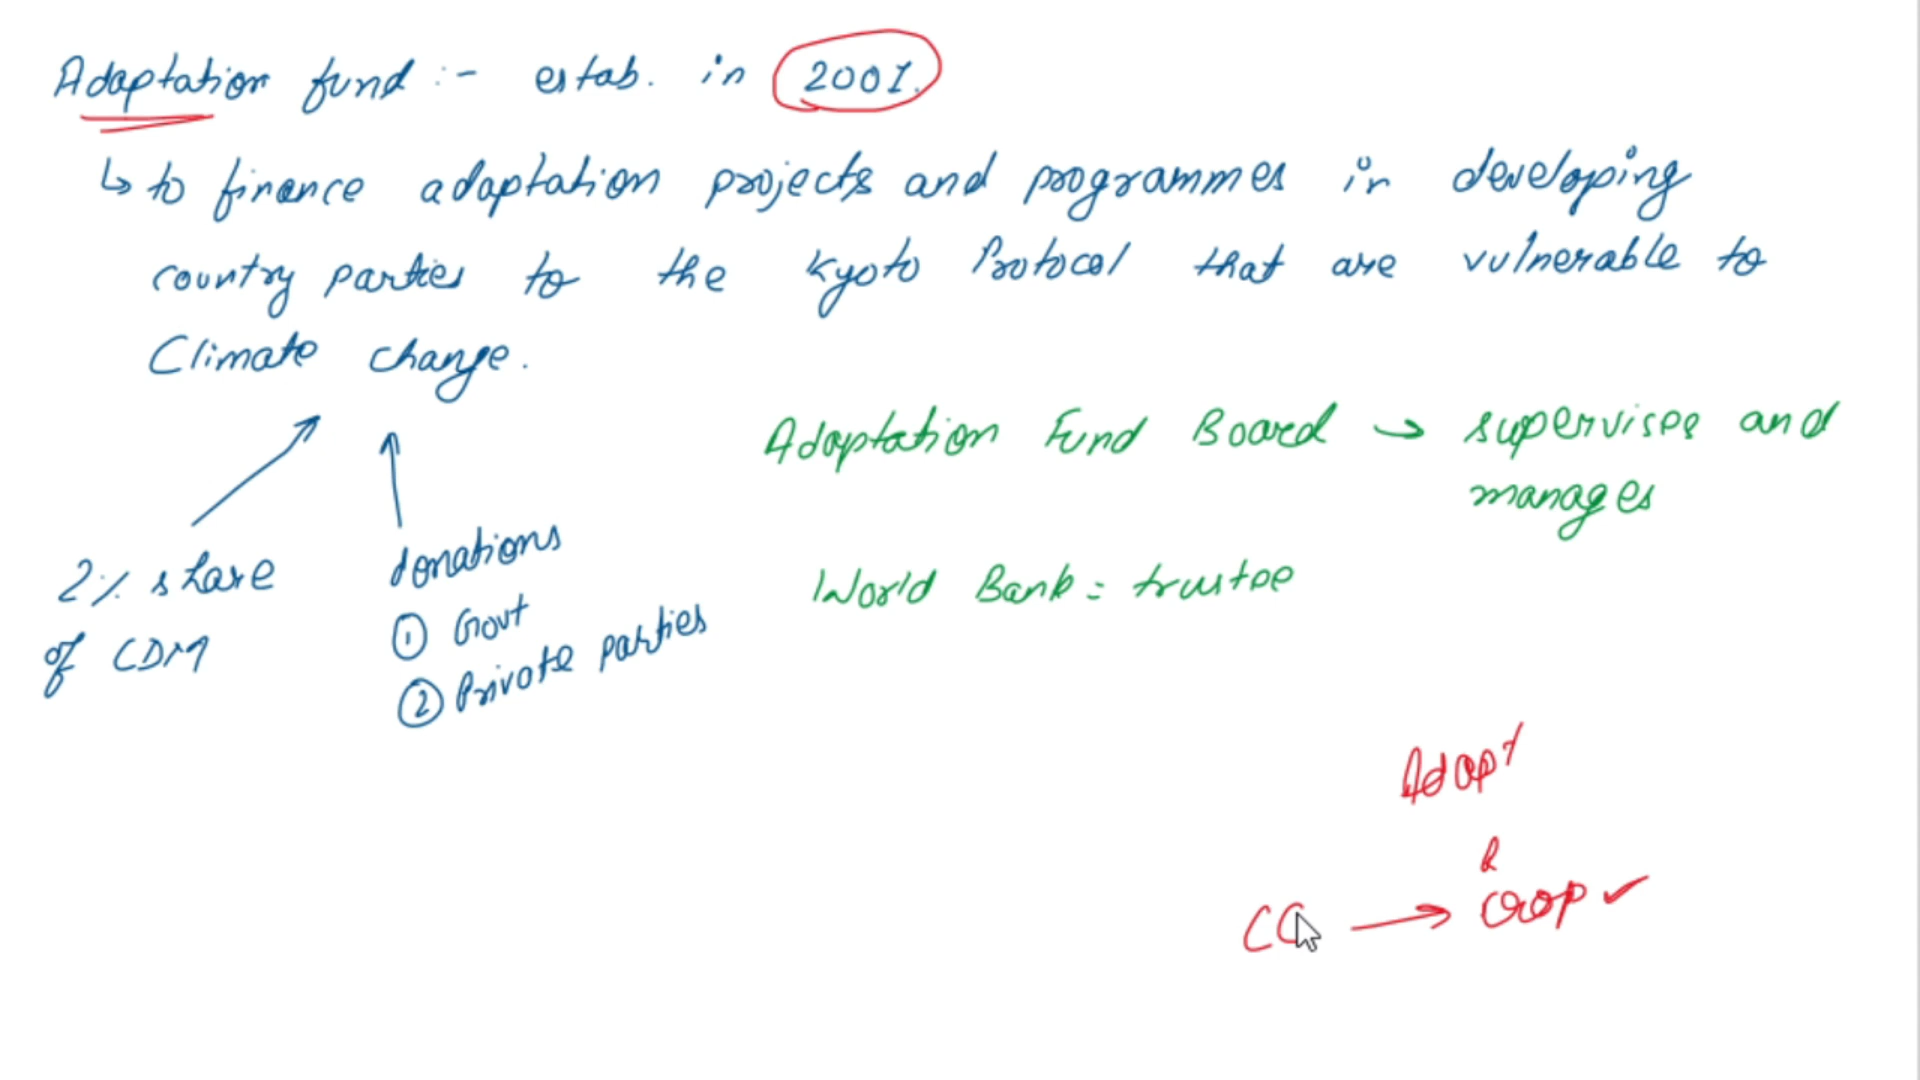 Adaptation fund :- estab. in 2001.
↳ to finance adaptation projects and programmes in developing
country parties to the Kyoto Protocol that are vulnerable to
Climate change.
Adaptation Fund Board → supervises and
manages
2% share
of CDM
donations
① Govt
② Private parties
World Bank = trustee
Adapt
CC → crop ✓